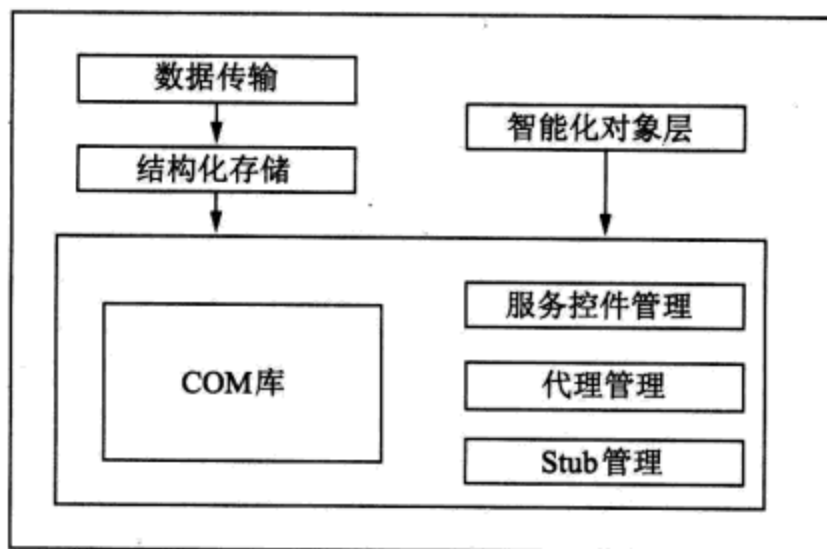 数据传输
智能化对象层
结构化存储
服务控件管理
COM库
代理管理
Stub管理